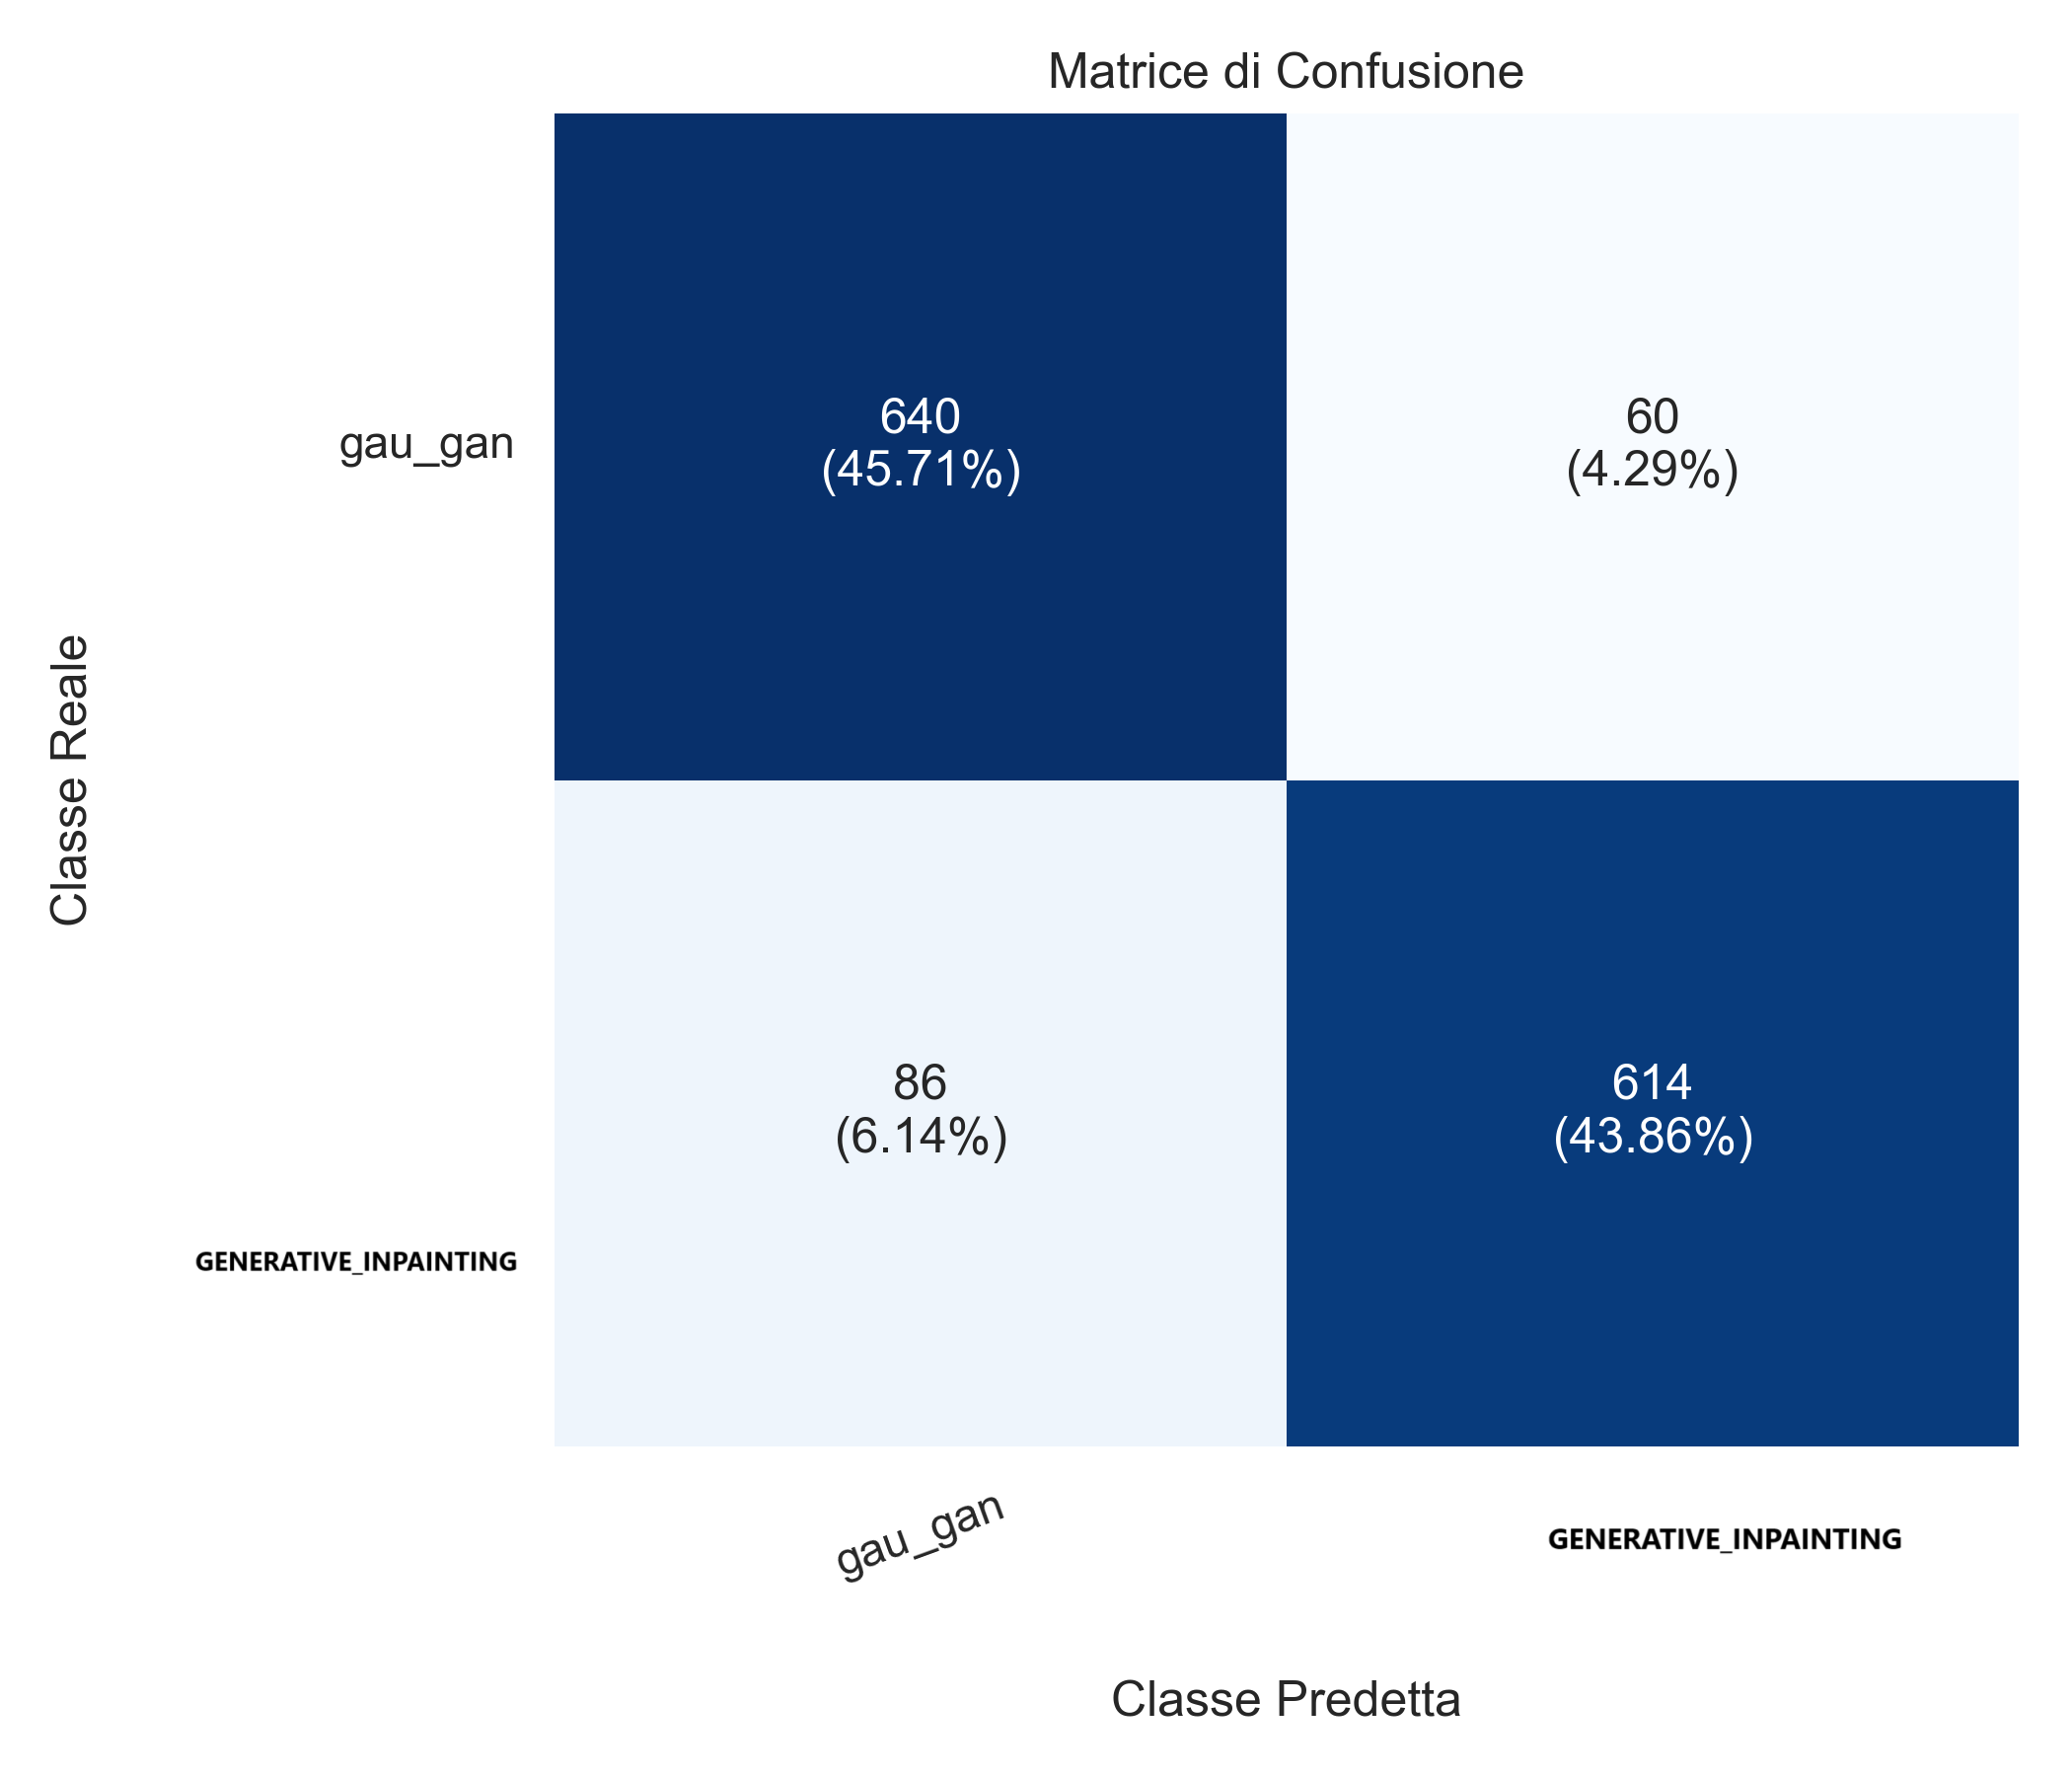 Matrice di Confusione
Classe Reale
gau_gan
640
(45.71%)
60
(4.29%)
GENERATIVE_INPAINTING
86
(6.14%)
614
(43.86%)
gau_gan
GENERATIVE_INPAINTING
Classe Predetta